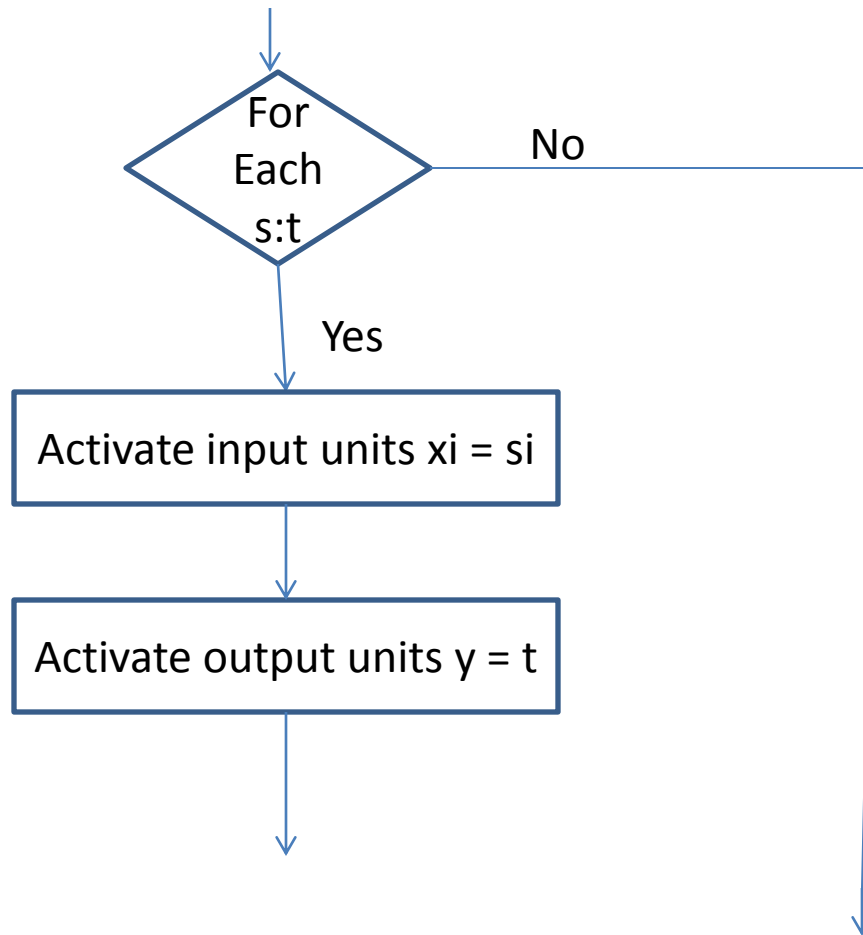 For
Each
s:t
No
Yes
Activate input units xi = si
Activate output units y = t